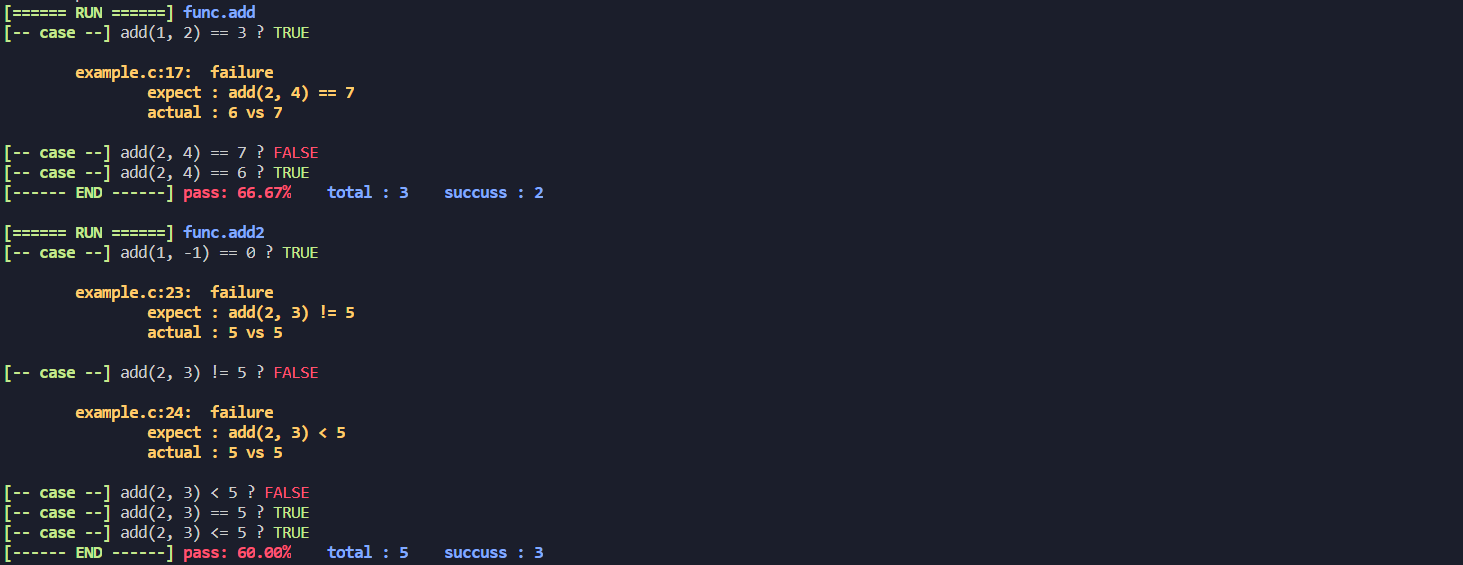 [====== RUN ======] func.add
[-- case --] add(1, 2) == 3 ? TRUE
example.c:17:  failure
expect : add(2, 4) == 7
actual : 6 vs 7
[-- case --] add(2, 4) == 7 ? FALSE
[-- case --] add(2, 4) == 6 ? TRUE
[------ END ------] pass: 66.67%    total : 3    succuss : 2
[====== RUN ======] func.add2
[-- case --] add(1, -1) == 0 ? TRUE
example.c:23:  failure
expect : add(2, 3) != 5
actual : 5 vs 5
[-- case --] add(2, 3) != 5 ? FALSE
example.c:24:  failure
expect : add(2, 3) < 5
actual : 5 vs 5
[-- case --] add(2, 3) < 5 ? FALSE
[-- case --] add(2, 3) == 5 ? TRUE
[-- case --] add(2, 3) <= 5 ? TRUE
[------ END ------] pass: 60.00%    total : 5    succuss : 3